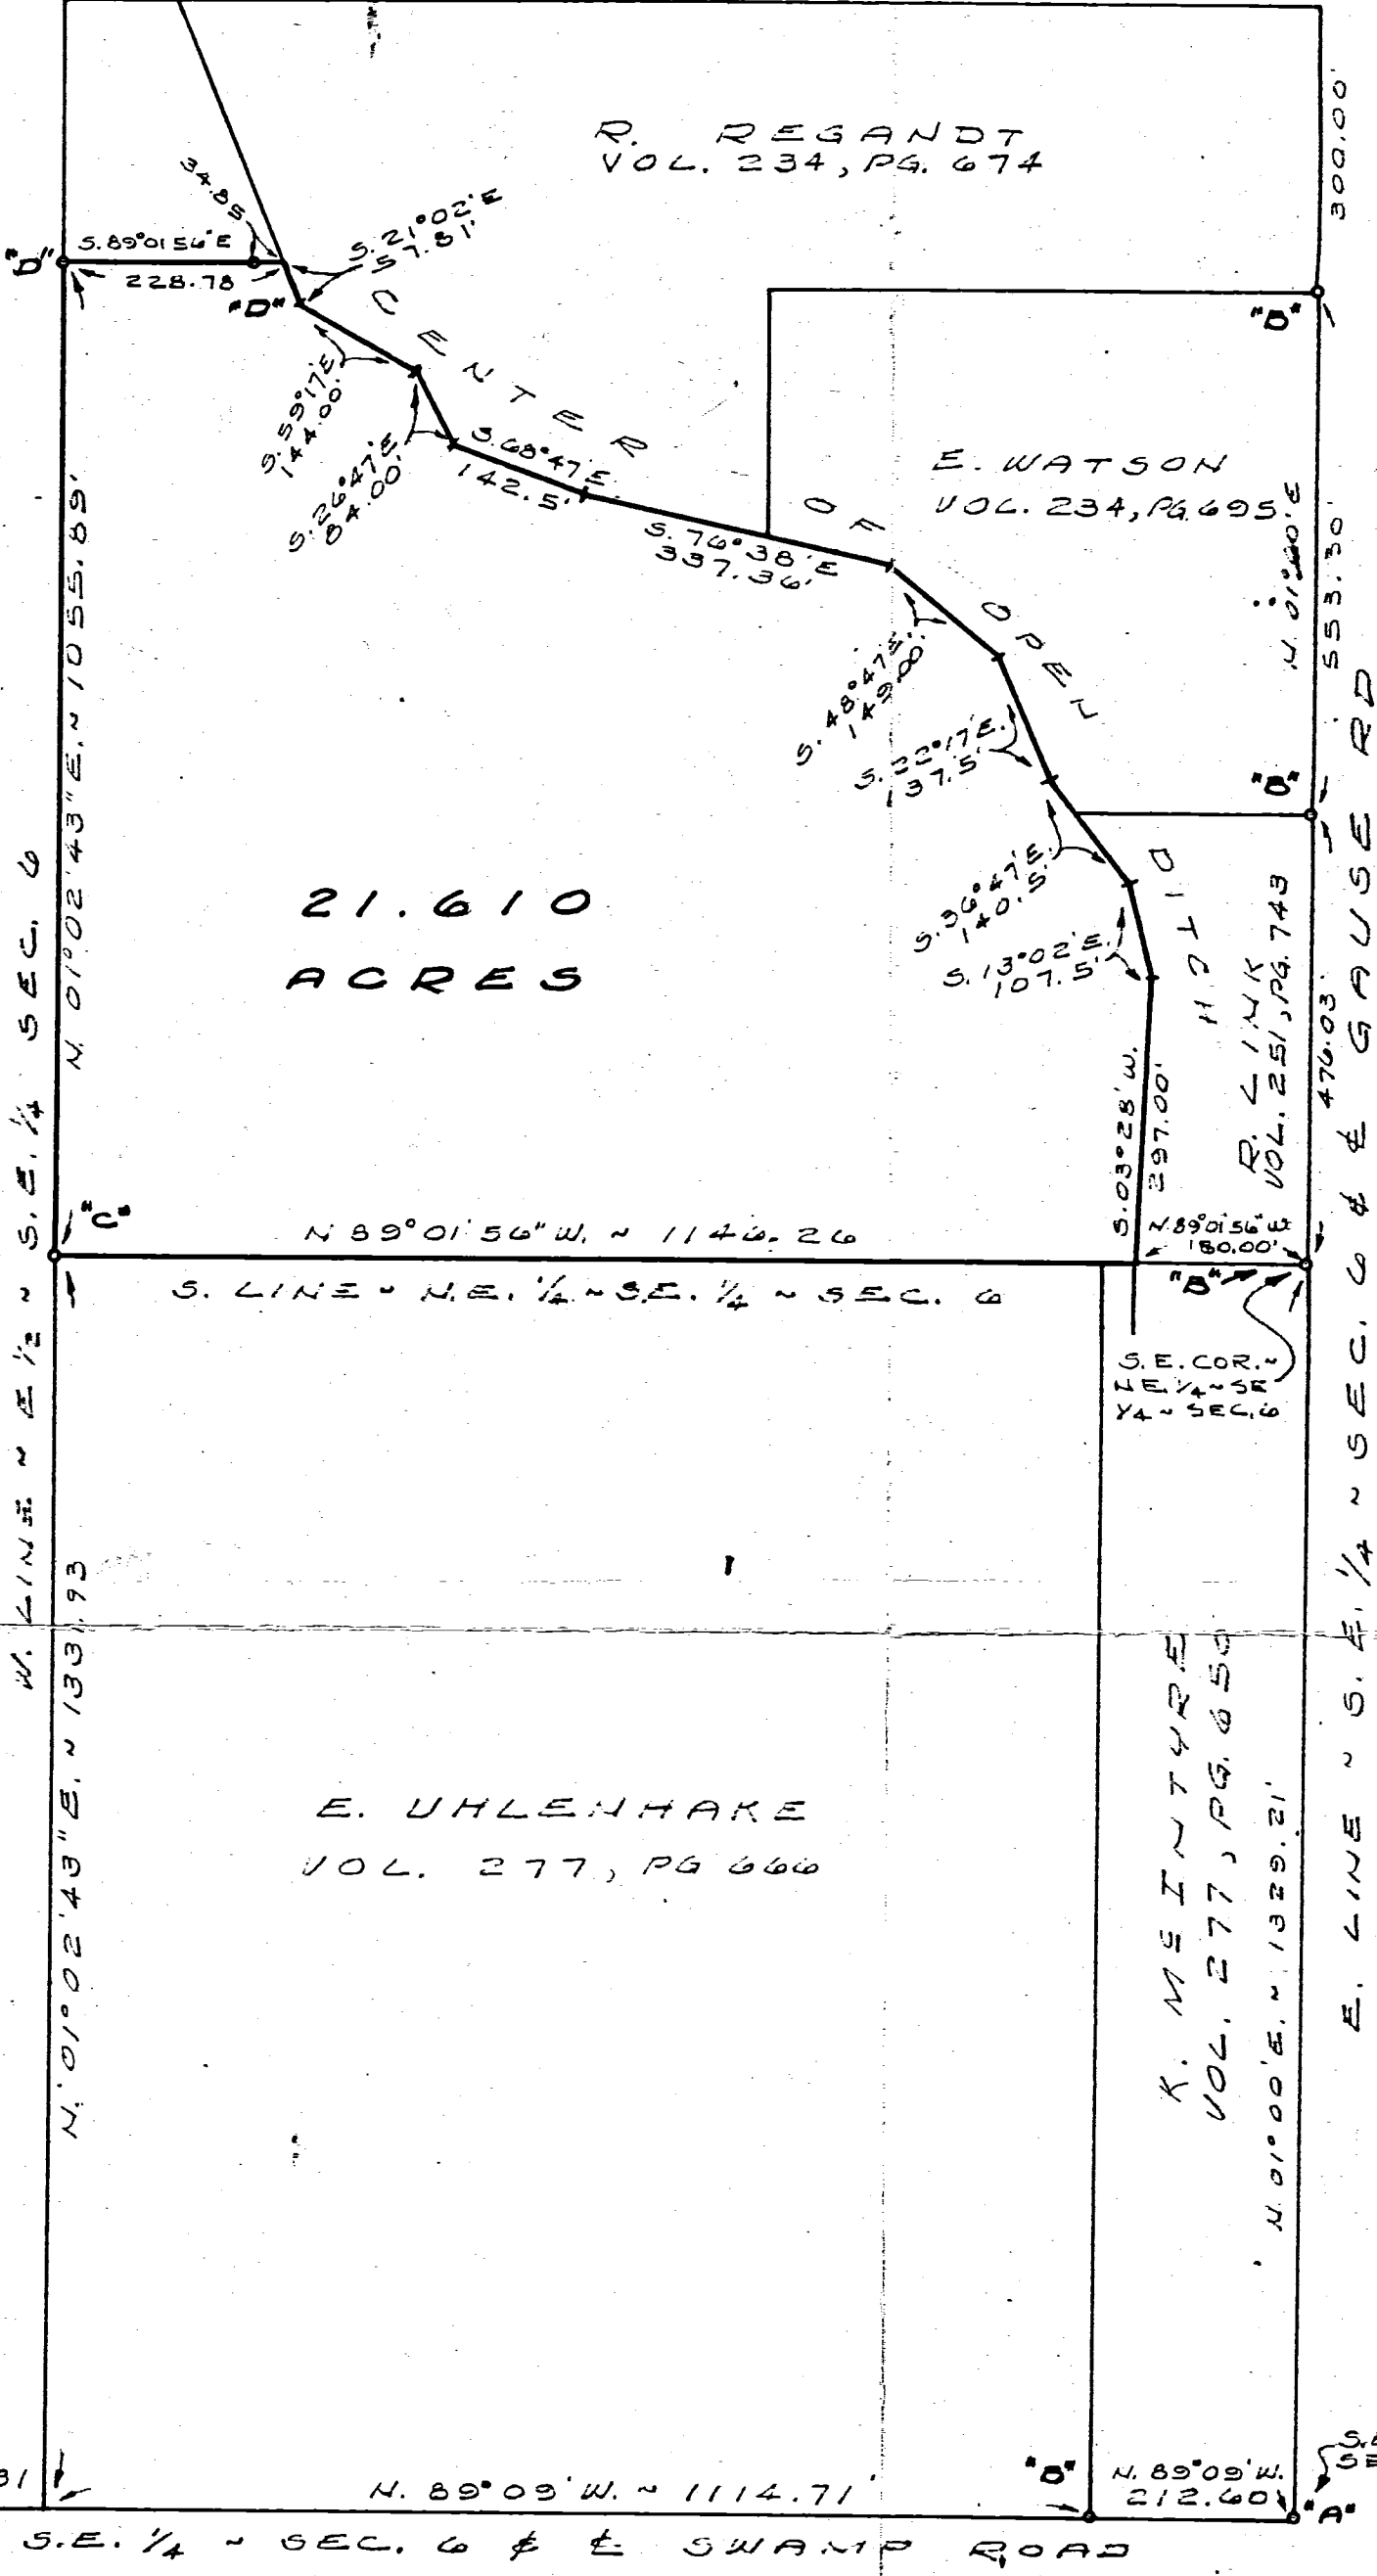 R. REGANDT
VOL. 234, PG. 674
300.00'
34.85
S. 89°01'56" E
228.78
"D"
S. 21°02' E
57.81'
"D"
"B"
CENTER OF OPEN DITCH
S. 59°17' E
144.00'
S. 26°47' E
84.00'
S. 68°47' E.
142.5'
S. 76°38' E
337.36'
E. WATSON
VOL. 234, PG. 695
553.30'
S. 48°47' E.
149.00'
S. 22°17' E.
137.5'
"B"
S. 36°47' E.
140.5'
S. 13°02' E.
107.5'
N. 01°02'43" E. ~ 1055.89'
21.610
ACRES
R. LINK
VOL. 251, PG. 743
476.03'
S. 03°28' W.
297.00'
"C"
N 89°01'56" W. ~ 1146.26
N. 89°01'56" W.
180.00'
"B"
S. LINE ~ N.E. 1/4 ~ S.E. 1/4 ~ SEC. 6
S.E. COR. ~
N.E. 1/4 ~ SE
1/4 ~ SEC. 6
W. LINE ~ E 1/2 ~ S.E. 1/4 SEC. 6
N. 01°02'43" E. ~ 1331.93
E. UHLENHAKE
VOL. 277, PG 666
VOL. 277, PG. 650
N. 01°00' E. ~ 1329.21'
E. LINE ~ S.E. 1/4 ~ SEC. 6 & ℄ GAUSE RD
31
N. 89°09' W. ~ 1114.71'
"B"
N. 89°09' W.
212.60'
"A"
S.E. 1/4 ~ SEC. 6 & ℄ SWAMP ROAD